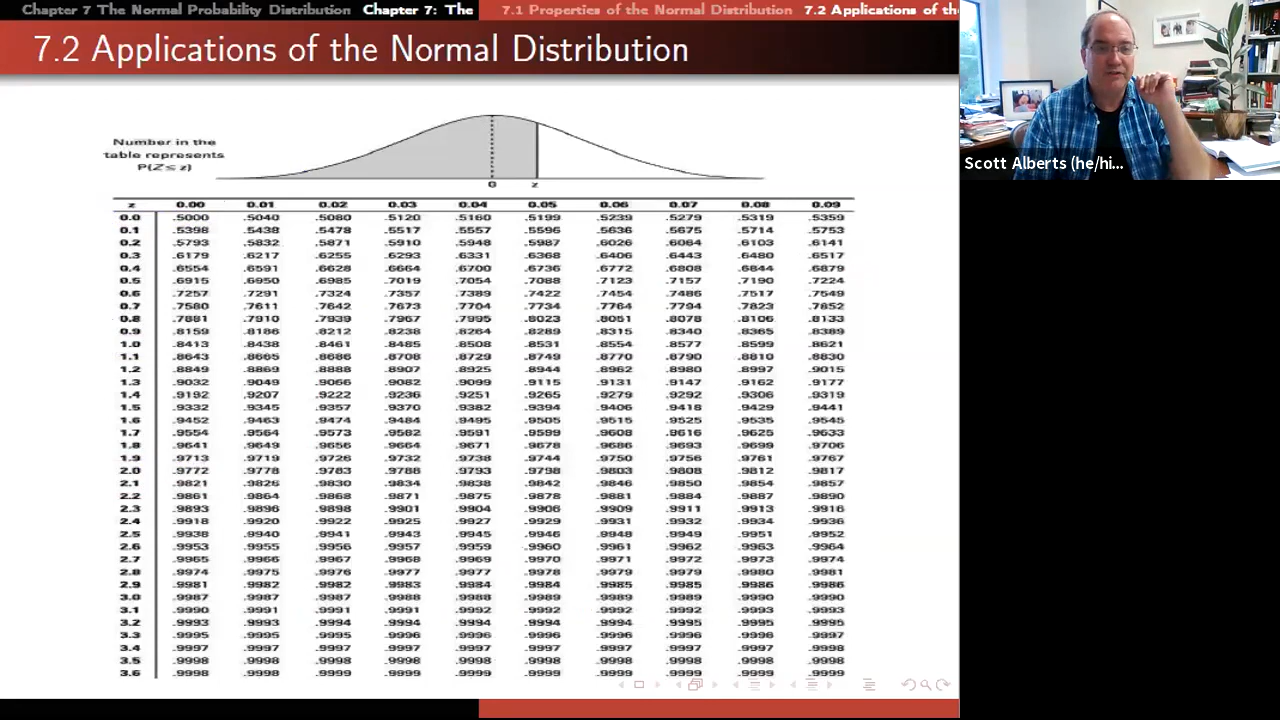 Chapter 7 The Normal Probability Distribution Chapter 7: The 7.1 Properties of the Normal Distribution 7.2 Applications of th
7.2 Applications of the Normal Distribution
Number in the
table represents
P(Z ≤ z)
0 z
z 0.00 0.01 0.02 0.03 0.04 0.05 0.06 0.07 0.08 0.09
0.0 .5000 .5040 .5080 .5120 .5160 .5199 .5239 .5279 .5319 .5359
0.1 .5398 .5438 .5478 .5517 .5557 .5596 .5636 .5675 .5714 .5753
0.2 .5793 .5832 .5871 .5910 .5948 .5987 .6026 .6064 .6103 .6141
0.3 .6179 .6217 .6255 .6293 .6331 .6368 .6406 .6443 .6480 .6517
0.4 .6554 .6591 .6628 .6664 .6700 .6736 .6772 .6808 .6844 .6879
0.5 .6915 .6950 .6985 .7019 .7054 .7088 .7123 .7157 .7190 .7224
0.6 .7257 .7291 .7324 .7357 .7389 .7422 .7454 .7486 .7517 .7549
0.7 .7580 .7611 .7642 .7673 .7704 .7734 .7764 .7794 .7823 .7852
0.8 .7881 .7910 .7939 .7967 .7995 .8023 .8051 .8078 .8106 .8133
0.9 .8159 .8186 .8212 .8238 .8264 .8289 .8315 .8340 .8365 .8389
1.0 .8413 .8438 .8461 .8485 .8508 .8531 .8554 .8577 .8599 .8621
1.1 .8643 .8665 .8686 .8708 .8729 .8749 .8770 .8790 .8810 .8830
1.2 .8849 .8869 .8888 .8907 .8925 .8944 .8962 .8980 .8997 .9015
1.3 .9032 .9049 .9066 .9082 .9099 .9115 .9131 .9147 .9162 .9177
1.4 .9192 .9207 .9222 .9236 .9251 .9265 .9279 .9292 .9306 .9319
1.5 .9332 .9345 .9357 .9370 .9382 .9394 .9406 .9418 .9429 .9441
1.6 .9452 .9463 .9474 .9484 .9495 .9505 .9515 .9525 .9535 .9545
1.7 .9554 .9564 .9573 .9582 .9591 .9599 .9608 .9616 .9625 .9633
1.8 .9641 .9649 .9656 .9664 .9671 .9678 .9686 .9693 .9699 .9706
1.9 .9713 .9719 .9726 .9732 .9738 .9744 .9750 .9756 .9761 .9767
2.0 .9772 .9778 .9783 .9788 .9793 .9798 .9803 .9808 .9812 .9817
2.1 .9821 .9826 .9830 .9834 .9838 .9842 .9846 .9850 .9854 .9857
2.2 .9861 .9864 .9868 .9871 .9875 .9878 .9881 .9884 .9887 .9890
2.3 .9893 .9896 .9898 .9901 .9904 .9906 .9909 .9911 .9913 .9916
2.4 .9918 .9920 .9922 .9925 .9927 .9929 .9931 .9932 .9934 .9936
2.5 .9938 .9940 .9941 .9943 .9945 .9946 .9948 .9949 .9951 .9952
2.6 .9953 .9955 .9956 .9957 .9959 .9960 .9961 .9962 .9963 .9964
2.7 .9965 .9966 .9967 .9968 .9969 .9970 .9971 .9972 .9973 .9974
2.8 .9974 .9975 .9976 .9977 .9977 .9978 .9979 .9979 .9980 .9981
2.9 .9981 .9982 .9982 .9983 .9984 .9984 .9985 .9985 .9986 .9986
3.0 .9987 .9987 .9987 .9988 .9988 .9989 .9989 .9989 .9990 .9990
3.1 .9990 .9991 .9991 .9991 .9992 .9992 .9992 .9992 .9993 .9993
3.2 .9993 .9993 .9994 .9994 .9994 .9994 .9994 .9995 .9995 .9995
3.3 .9995 .9995 .9995 .9996 .9996 .9996 .9996 .9996 .9996 .9997
3.4 .9997 .9997 .9997 .9997 .9997 .9997 .9997 .9997 .9997 .9998
3.5 .9998 .9998 .9998 .9998 .9998 .9998 .9998 .9998 .9998 .9998
3.6 .9998 .9998 .9999 .9999 .9999 .9999 .9999 .9999 .9999 .9999
Scott Alberts (he/hi...